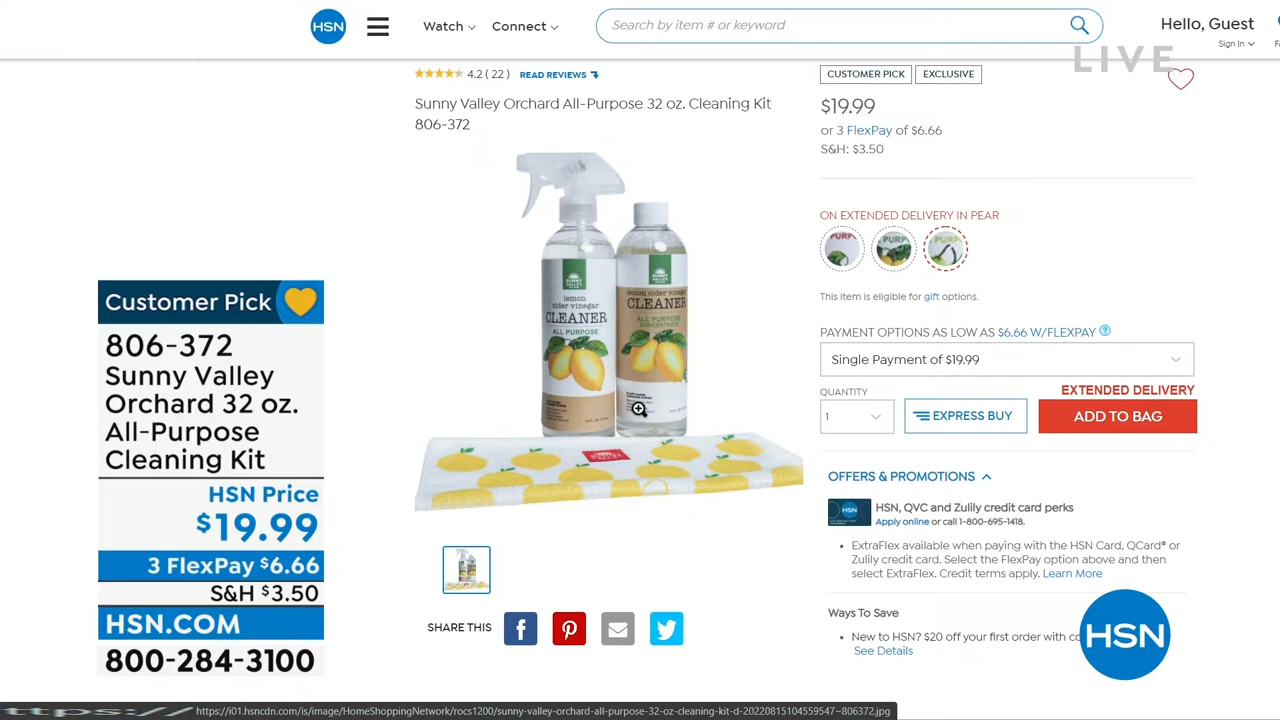 HSN
Watch
Connect
Search by item # or keyword
Hello, Guest
Sign In
LIVE
4.2 ( 22 )
READ REVIEWS
Sunny Valley Orchard All-Purpose 32 oz. Cleaning Kit
806-372
CUSTOMER PICK
EXCLUSIVE
$19.99
or 3 FlexPay of $6.66
S&H: $3.50
ON EXTENDED DELIVERY IN PEAR
PURP
PURP
PURP
This item is eligible for gift options.
PAYMENT OPTIONS AS LOW AS $6.66 W/FLEXPAY
Single Payment of $19.99
QUANTITY
EXTENDED DELIVERY
1
EXPRESS BUY
ADD TO BAG
OFFERS & PROMOTIONS
HSN
HSN, QVC and Zulily credit card perks
Apply online or call 1-800-695-1418.
ExtraFlex available when paying with the HSN Card, QCard® or
Zulily credit card. Select the FlexPay option above and then
select ExtraFlex. Credit terms apply. Learn More
Ways To Save
New to HSN? $20 off your first order with
See Details
HSN
SUNNY
VALLEY
lemon
cider vinegar
CLEANER
ALL PURPOSE
SUNNY
VALLEY
lemon cider vinegar
CLEANER
ALL PURPOSE
CONCENTRATE
SHARE THIS
Customer Pick
806-372
Sunny Valley
Orchard 32 oz.
All-Purpose
Cleaning Kit
HSN Price
$19.99
3 FlexPay $6.66
S&H $3.50
HSN.COM
800-284-3100
https://i01.hsncdn.com/is/image/HomeShoppingNetwork/rocs1200/sunny-valley-orchard-all-purpose-32-oz-cleaning-kit-d-20220815104559547~806372.jpg